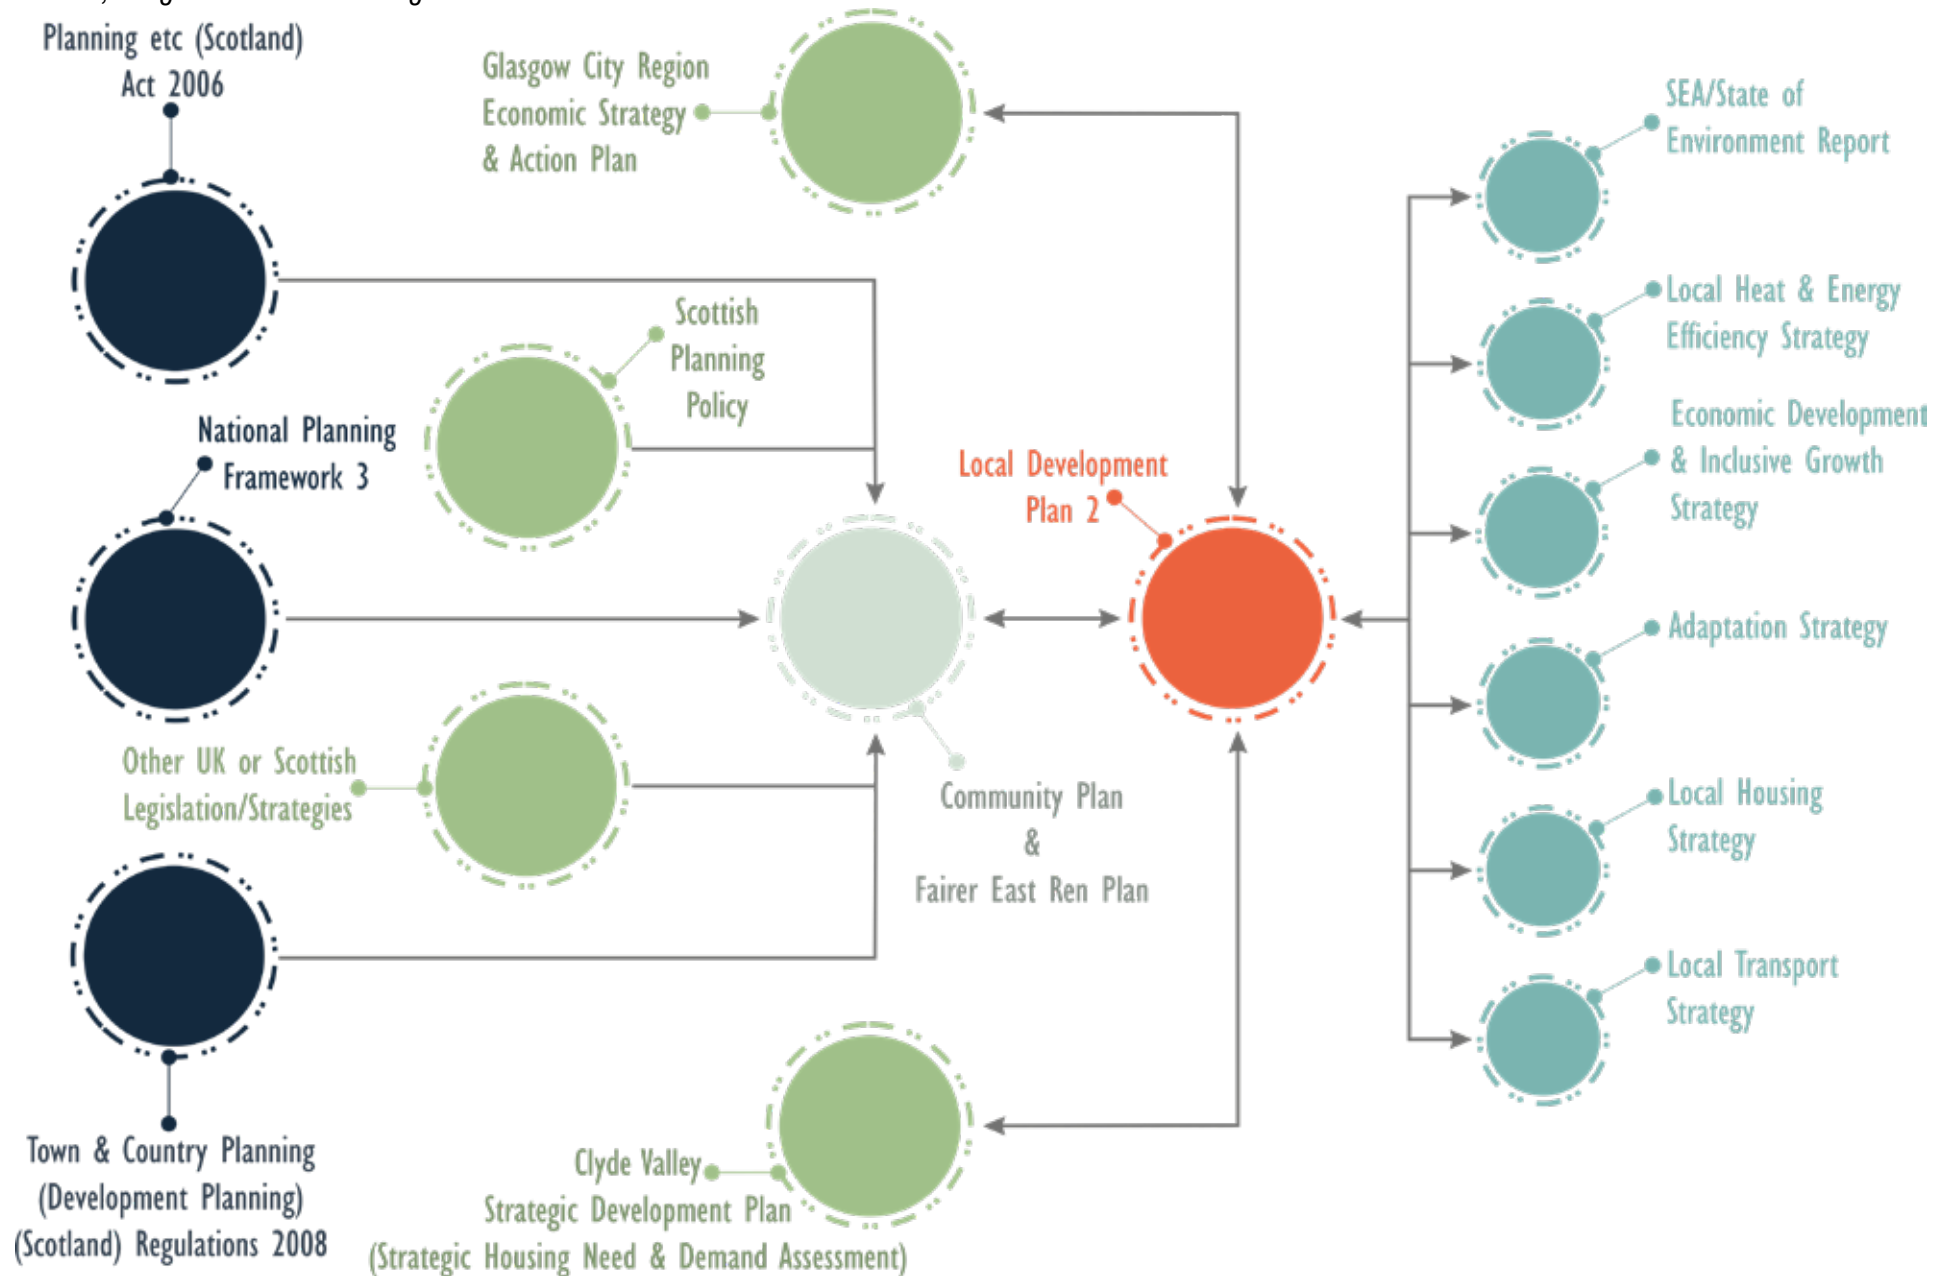 Planning etc (Scotland)
Act 2006
Glasgow City Region
Economic Strategy
& Action Plan
SEA/State of
Environment Report
Local Heat & Energy
Efficiency Strategy
Scottish
Planning
Policy
National Planning
Framework 3
Local Development
Plan 2
Economic Development
& Inclusive Growth
Strategy
Adaptation Strategy
Other UK or Scottish
Legislation/Strategies
Community Plan
&
Fairer East Ren Plan
Local Housing
Strategy
Local Transport
Strategy
Town & Country Planning
(Development Planning)
(Scotland) Regulations 2008
Clyde Valley
Strategic Development Plan
(Strategic Housing Need & Demand Assessment)